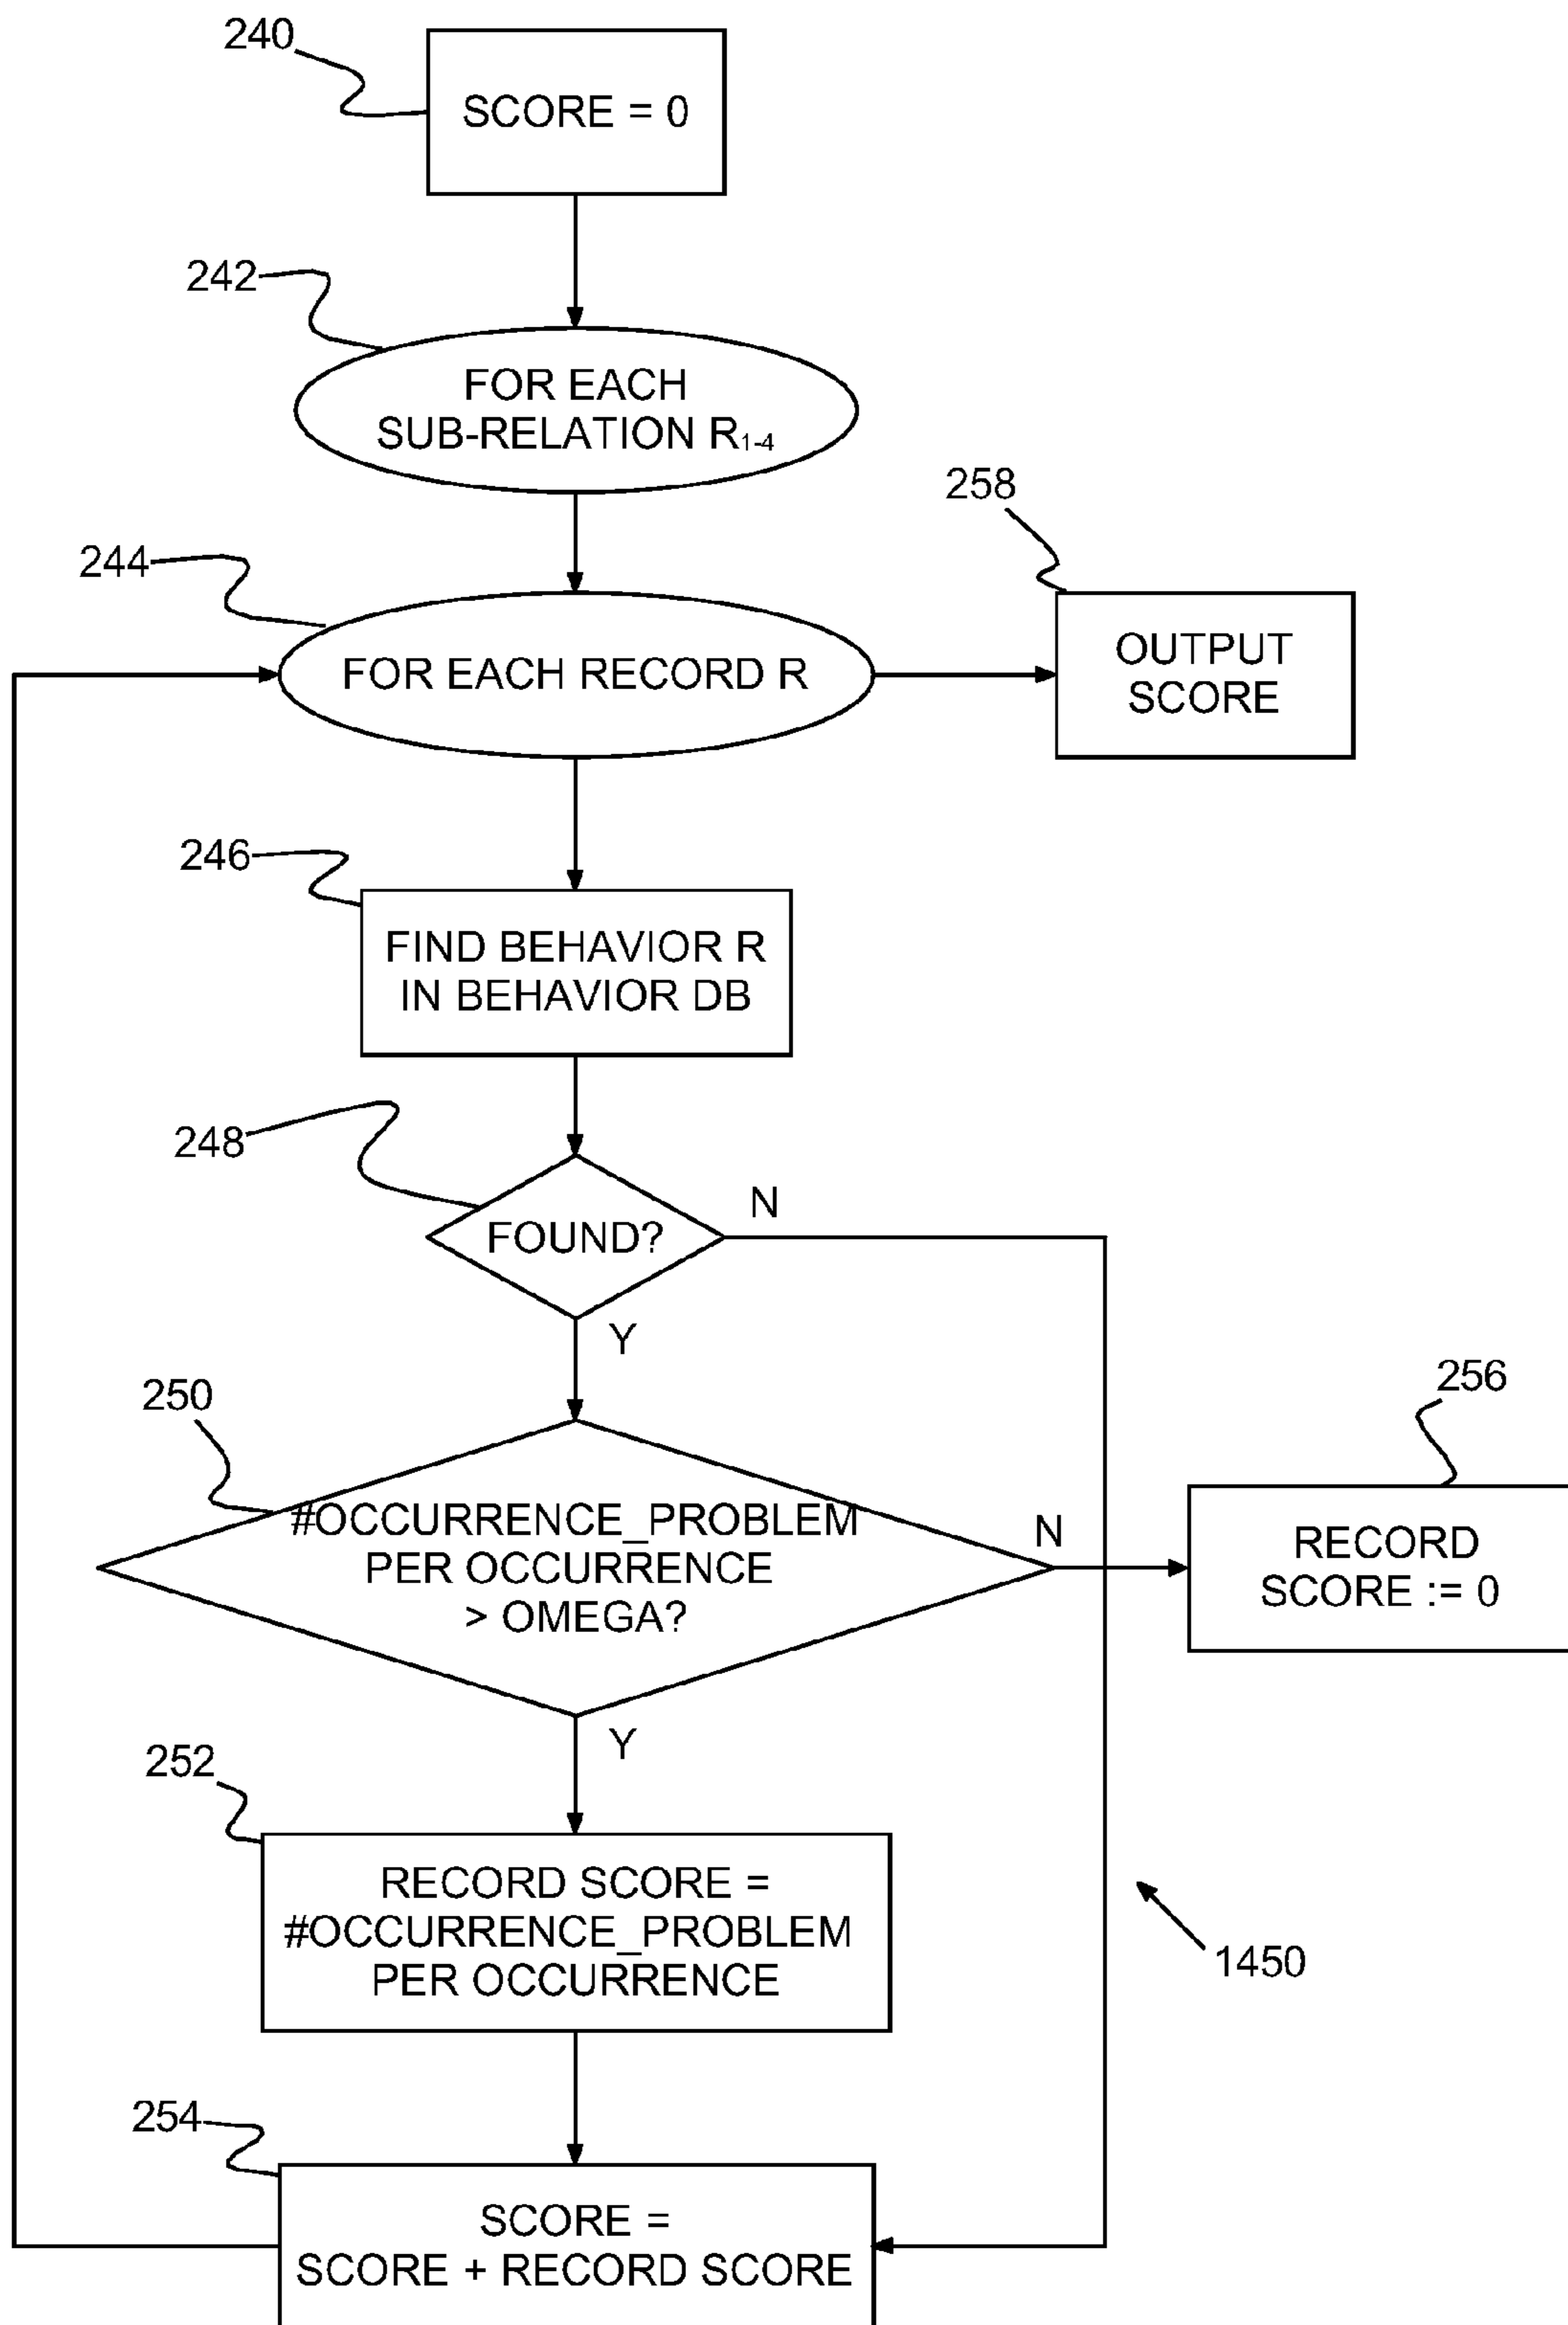 240
SCORE = 0
242
FOR EACH
SUB-RELATION R1-4
258
244
FOR EACH RECORD R
OUTPUT
SCORE
246
FIND BEHAVIOR R
IN BEHAVIOR DB
248
N
FOUND?
Y
250
256
#OCCURRENCE_PROBLEM
PER OCCURRENCE
> OMEGA?
N
RECORD
SCORE := 0
Y
252
RECORD SCORE =
#OCCURRENCE_PROBLEM
PER OCCURRENCE
1450
254
SCORE =
SCORE + RECORD SCORE